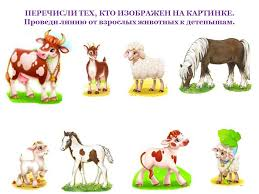 ПЕРЕЧИСЛИ ТЕХ, КТО ИЗОБРАЖЕН НА КАРТИНКЕ.
Проведи линию от взрослых животных к детенышам.